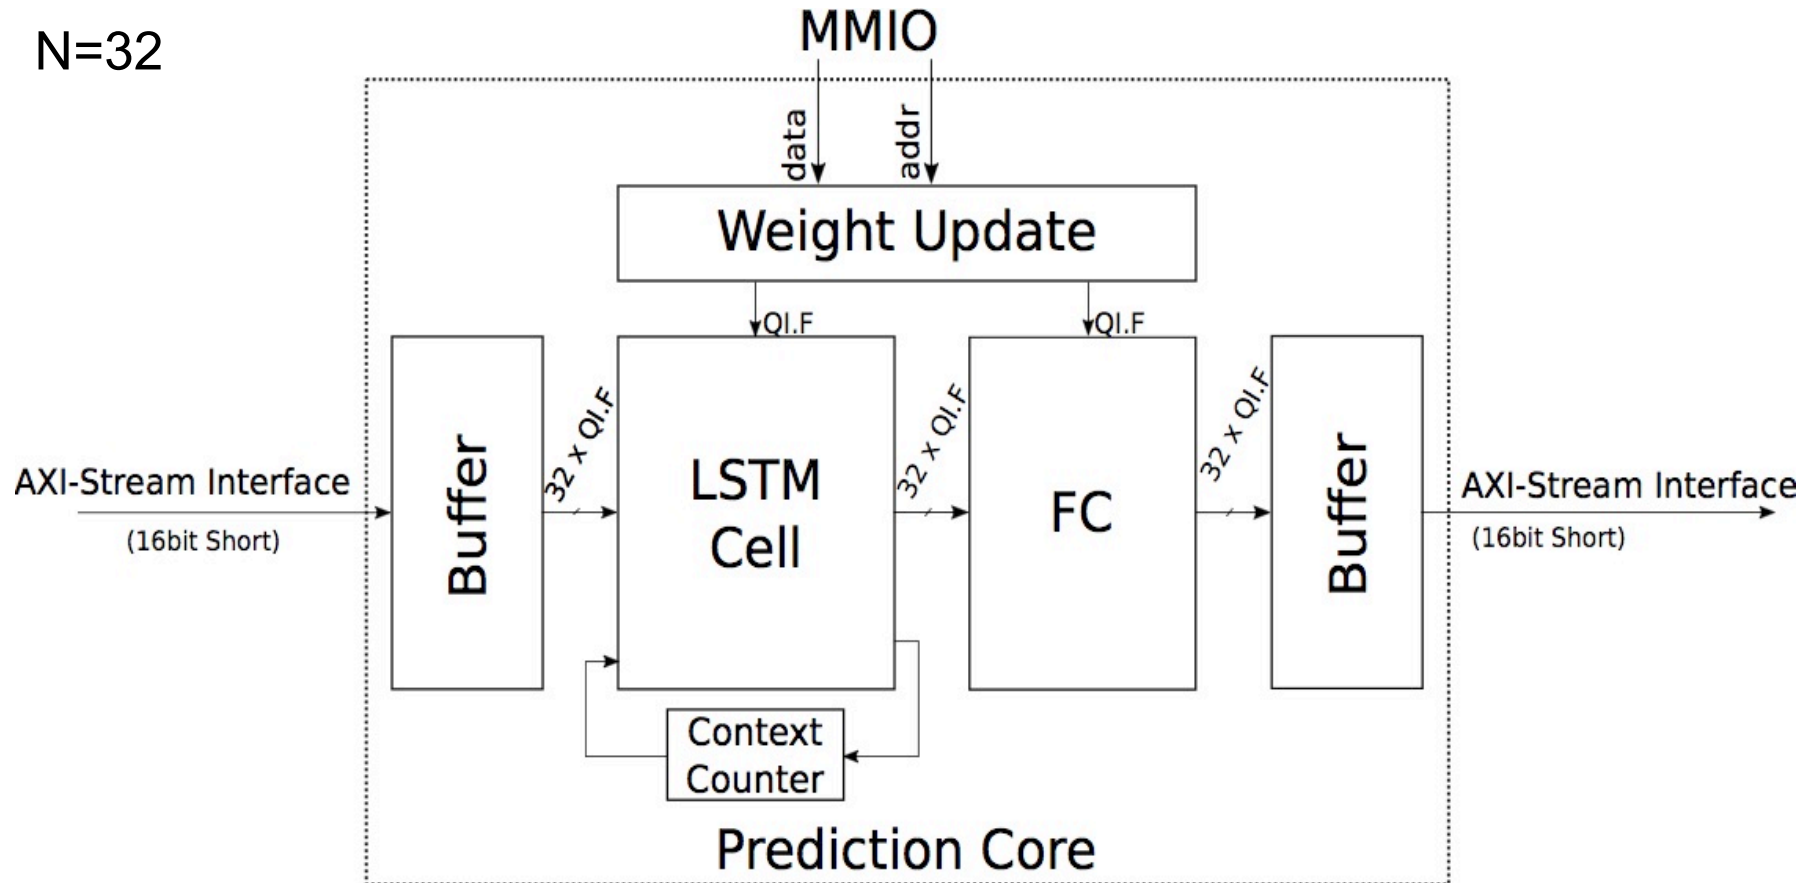 N=32
MMIO
data
addr
Weight Update
QI.F
QI.F
32 x QI.F
32 x QI.F
32 x QI.F
AXI-Stream Interface
(16bit Short)
Buffer
LSTM
Cell
FC
Buffer
AXI-Stream Interface
(16bit Short)
Context
Counter
Prediction Core